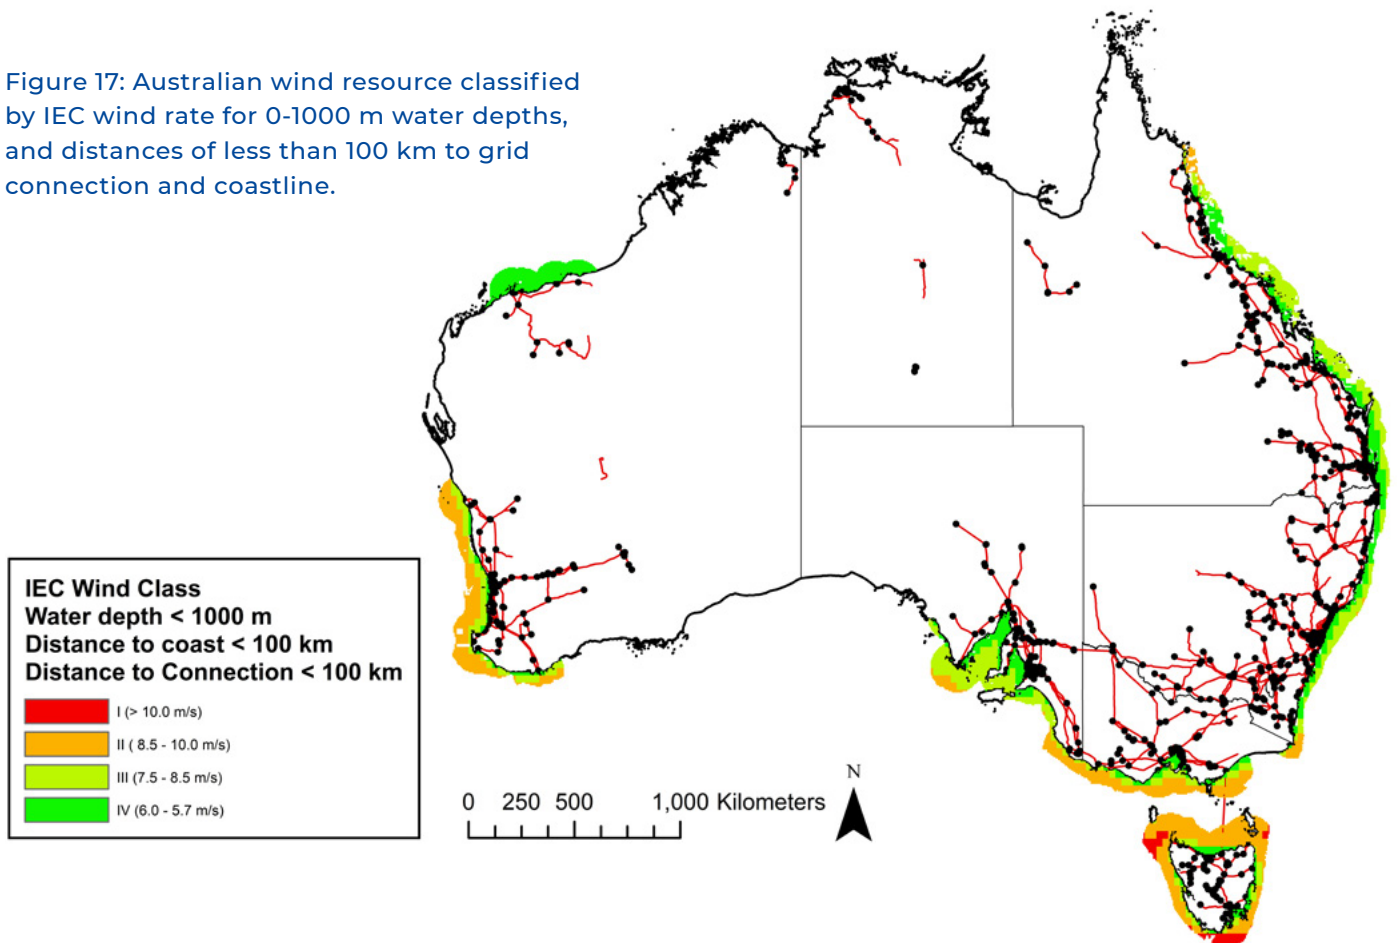 Figure 17: Australian wind resource classified
by IEC wind rate for 0-1000 m water depths,
and distances of less than 100 km to grid
connection and coastline.
IEC Wind Class
Water depth < 1000 m
Distance to coast < 100 km
Distance to Connection < 100 km
I (> 10.0 m/s)
II ( 8.5 - 10.0 m/s)
III (7.5 - 8.5 m/s)
IV (6.0 - 5.7 m/s)
0 250 500 1,000 Kilometers
N